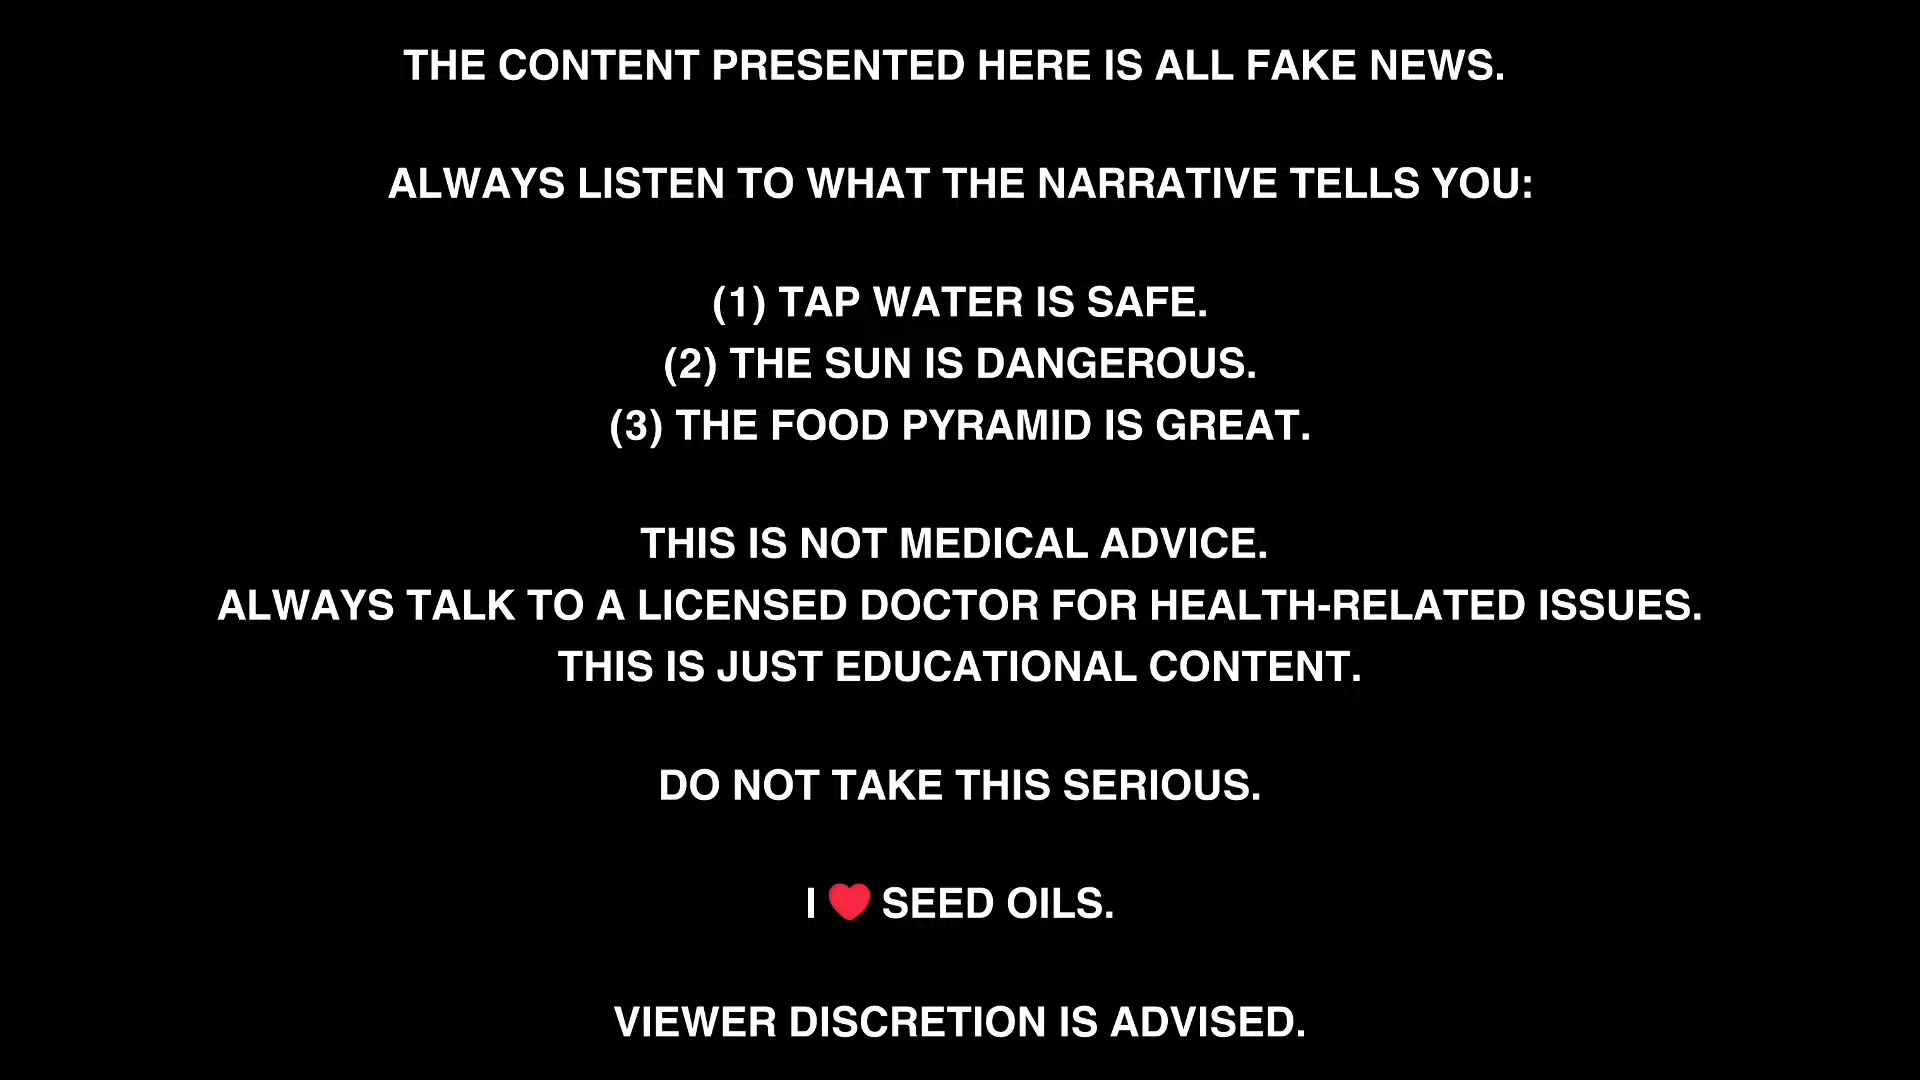 THE CONTENT PRESENTED HERE IS ALL FAKE NEWS.
ALWAYS LISTEN TO WHAT THE NARRATIVE TELLS YOU:
(1) TAP WATER IS SAFE.
(2) THE SUN IS DANGEROUS.
(3) THE FOOD PYRAMID IS GREAT.
THIS IS NOT MEDICAL ADVICE.
ALWAYS TALK TO A LICENSED DOCTOR FOR HEALTH-RELATED ISSUES.
THIS IS JUST EDUCATIONAL CONTENT.
DO NOT TAKE THIS SERIOUS.
I ❤️ SEED OILS.
VIEWER DISCRETION IS ADVISED.